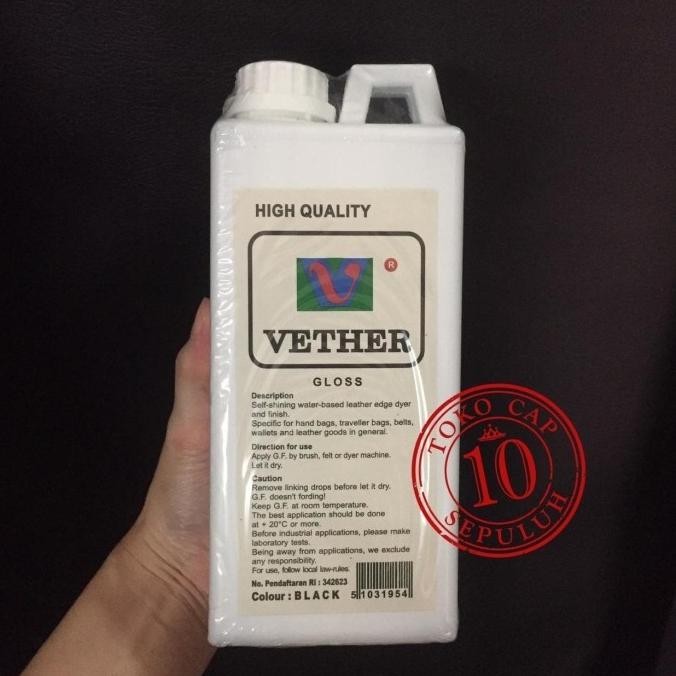 HIGH QUALITY
V
®
VETHER
GLOSS
Description
Self-shining water-based leather edge dyer
and finish.
Specific for hand bags, traveller bags, belts,
wallets and leather goods in general.
Direction for use
Apply G.F. by brush, felt or dyer machine.
Let it dry.
Caution
Remove linking drops before let it dry.
G.F. doesn't fording!
Keep G.F. at room temperature.
The best application should be done
at + 20°C or more.
Before industrial applications, please make
laboratory tests.
Being away from applications, we exclude
any responsibility.
For use, follow local law-rules.
No. Pendaftaran RI : 342623
Colour : BLACK
51031954
TOKO CAP
10
SEPULUH